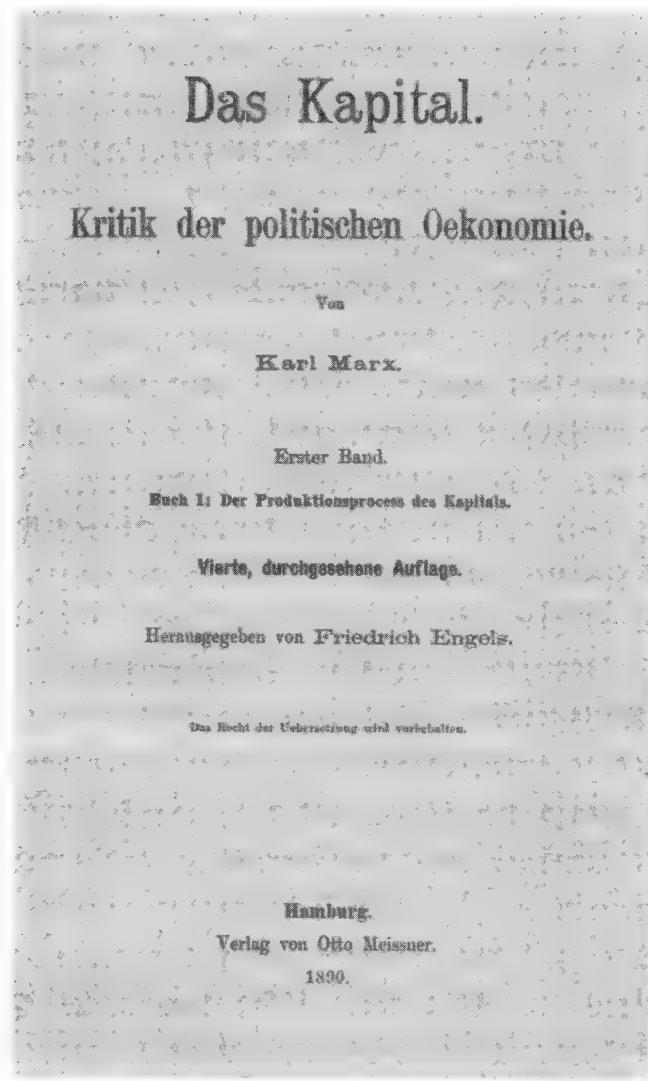 Das Kapital.
Kritik der politischen Oekonomie.
Von
Karl Marx.
Erster Band.
Buch I: Der Produktionsprocess des Kapitals.
Vierte, durchgesehene Auflage.
Herausgegeben von Friedrich Engels.
Das Recht der Uebersetzung wird vorbehalten.
Hamburg.
Verlag von Otto Meissner.
1890.